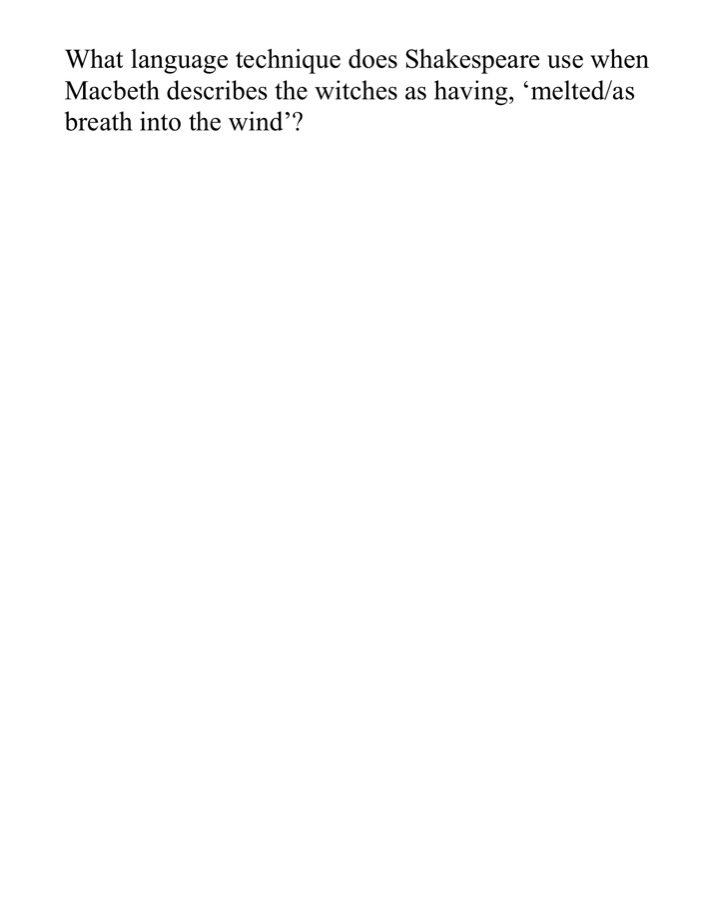 What language technique does Shakespeare use when
Macbeth describes the witches as having, ‘melted/as
breath into the wind’?